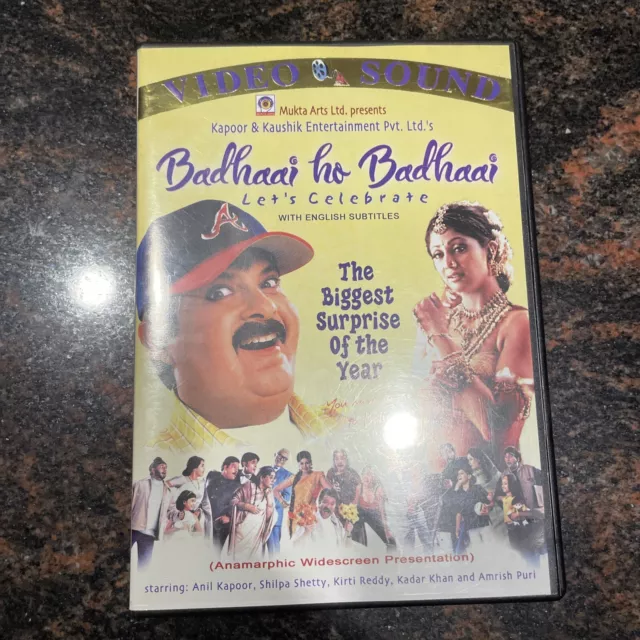 VIDEO SOUND
Mukta Arts Ltd. presents
Kapoor & Kaushik Entertainment Pvt. Ltd.'s
Badhaai ho Badhaai
Let's Celebrate
WITH ENGLISH SUBTITLES
A
The
Biggest
Surprise
Of the
Year
(Anamarphic Widescreen Presentation)
starring: Anil Kapoor, Shilpa Shetty, Kirti Reddy, Kadar Khan and Amrish Puri